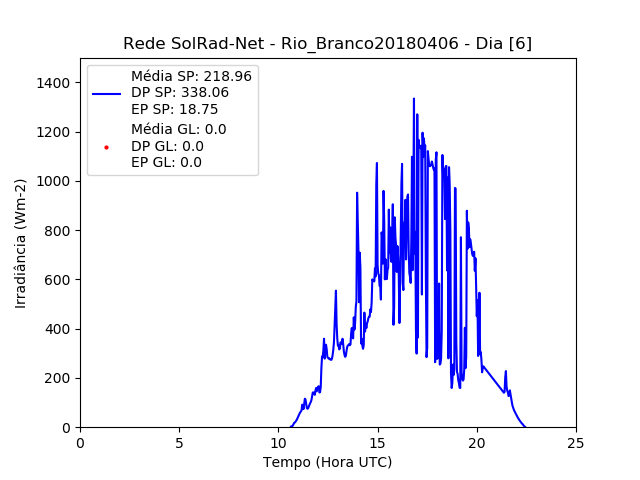 Rede SolRad-Net - Rio_Branco20180406 - Dia [6]
Média SP: 218.96
DP SP: 338.06
EP SP: 18.75
Média GL: 0.0
DP GL: 0.0
EP GL: 0.0
1400
1200
1000
800
600
400
200
0
Irradiância (Wm-2)
0 5 10 15 20 25
Tempo (Hora UTC)